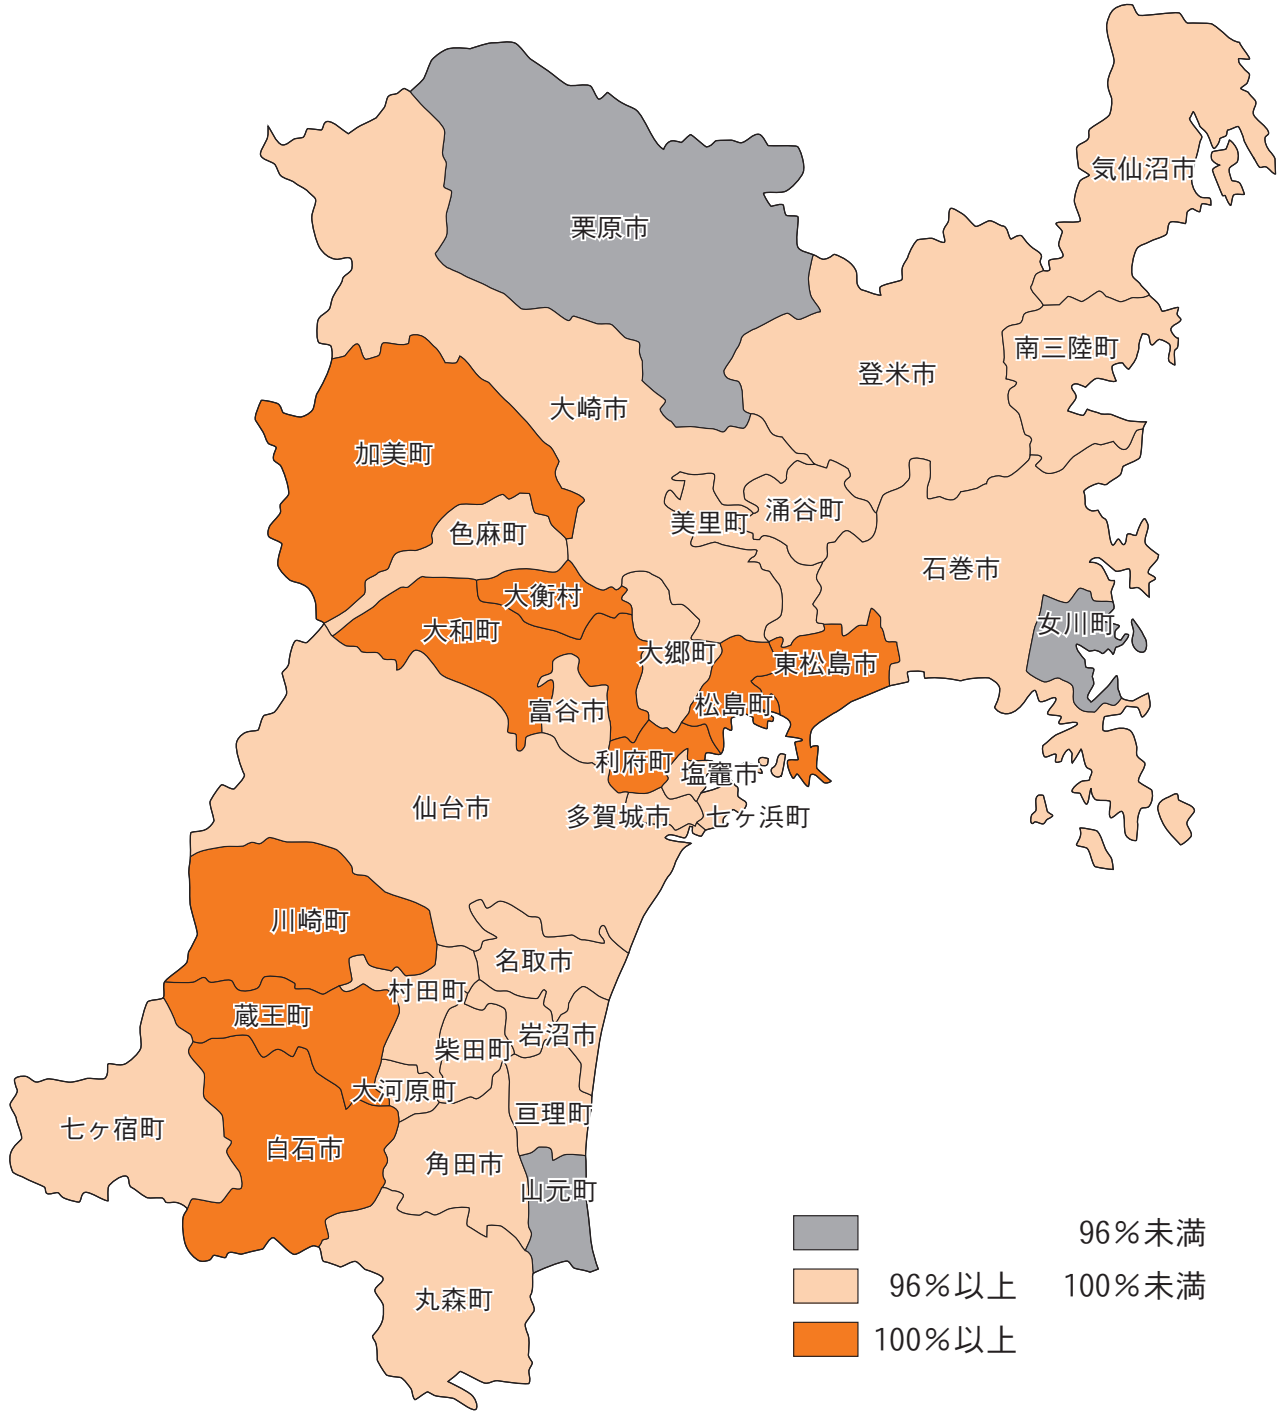 気仙沼市
栗原市
南三陸町
登米市
大崎市
加美町
涌谷町
美里町
色麻町
石巻市
大衡村
女川町
大和町
大郷町
東松島市
松島町
富谷市
利府町
塩竈市
仙台市
多賀城市
七ヶ浜町
川崎町
名取市
村田町
蔵王町
岩沼市
柴田町
大河原町
亘理町
七ヶ宿町
白石市
角田市
山元町
丸森町
96%未満
96%以上 100%未満
100%以上